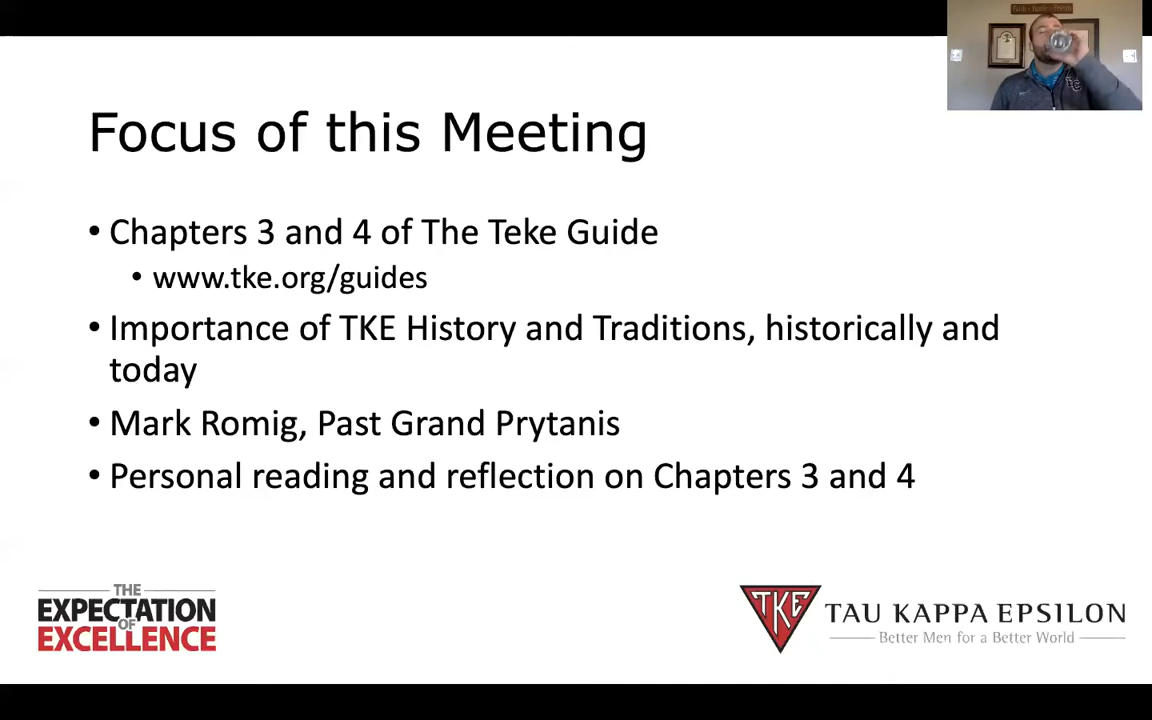 Focus of this Meeting
• Chapters 3 and 4 of The Teke Guide
• www.tke.org/guides
• Importance of TKE History and Traditions, historically and
today
• Mark Romig, Past Grand Prytanis
• Personal reading and reflection on Chapters 3 and 4
THE
EXPECTATION
OF
EXCELLENCE
TKE
TAU KAPPA EPSILON
Better Men for a Better World